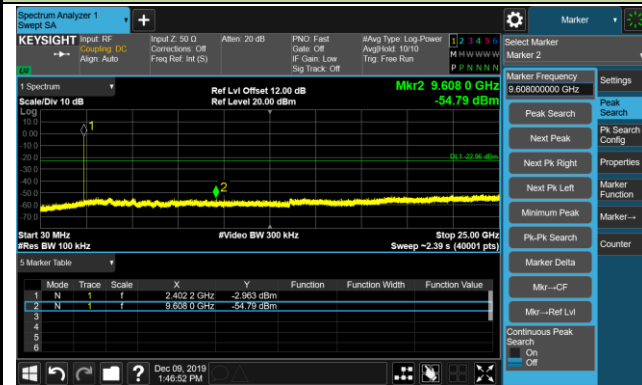 Spectrum Analyzer 1
Swept SA
+
Marker
KEYSIGHT
Input: RF
Coupling: DC
Align: Auto
Input Z: 50 Ω
Corrections: Off
Freq Ref: Int (S)
Atten: 20 dB
PNO: Fast
Gate: Off
IF Gain: Low
Sig Track: Off
#Avg Type: Log-Power
Avg|Hold: 10/10
Trig: Free Run
1 2 3 4 5 6
M W W W W W
P P N N N N
Select Marker
Marker 2
1 Spectrum
Scale/Div 10 dB
Ref Lvl Offset 12.00 dB
Ref Level 20.00 dBm
Mkr2 9.608 0 GHz
-54.79 dBm
Log
10.0
0.00
-10.0
-20.0
-30.0
-40.0
-50.0
-60.0
-70.0
1
2
DL1 -22.96 dBm
Start 30 MHz
#Res BW 100 kHz
#Video BW 300 kHz
Stop 25.00 GHz
Sweep ~2.39 s (40001 pts)
5 Marker Table
Mode Trace Scale X Y Function Function Width Function Value
1 N 1 f 2.402 2 GHz -2.963 dBm
2 N 1 f 9.608 0 GHz -54.79 dBm
3
4
5
6
Marker Frequency
9.608000000 GHz
Peak Search
Next Peak
Next Pk Right
Next Pk Left
Minimum Peak
Pk-Pk Search
Marker Delta
Mkr→CF
Mkr→Ref Lvl
Continuous Peak
Search
On
Off
Settings
Peak
Search
Pk Search
Config
Properties
Marker
Function
Marker→
Counter
?
Dec 09, 2019
1:46:52 PM